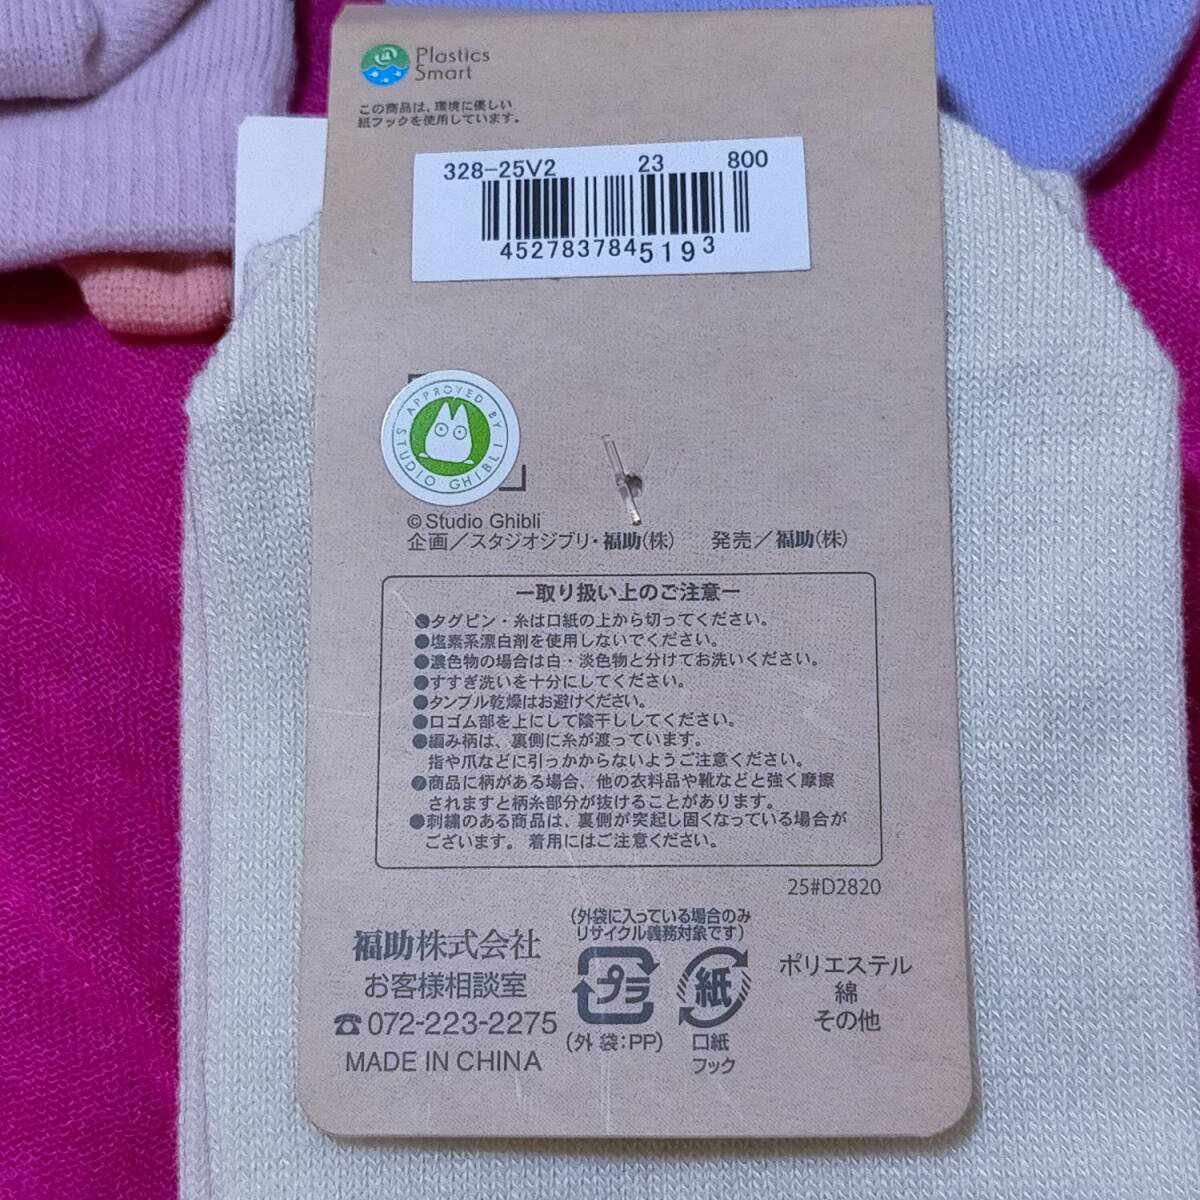 Plastics
Smart
この商品は、環境に優しい
紙フックを使用しています。
328-25V2 23 800
4527837845193
APPROVED BY
STUDIO GHIBLI
©Studio Ghibli
企画／スタジオジブリ・福助(株) 発売／福助(株)
ー取り扱い上のご注意ー
●タグピン・糸は口紙の上から切ってください。
●塩素系漂白剤を使用しないでください。
●濃色物の場合は白・淡色物と分けてお洗いください。
●すすぎ洗いを十分にしてください。
●タンブル乾燥はお避けください。
●口ゴム部を上にして陰干ししてください。
●編み柄は、裏側に糸が渡っています。
指や爪などに引っかからないようご注意ください。
●商品に柄がある場合、他の衣料品や靴などと強く摩擦
されますと柄糸部分が抜けることがあります。
●刺繍のある商品は、裏側が突起し固くなっている場合が
ございます。着用にはご注意ください。
25#D2820
福助株式会社
お客様相談室
☎072-223-2275
MADE IN CHINA
(外袋に入っている場合のみ
リサイクル義務対象です)
プラ
(外袋:PP)
紙
口紙
フック
ポリエステル
綿
その他